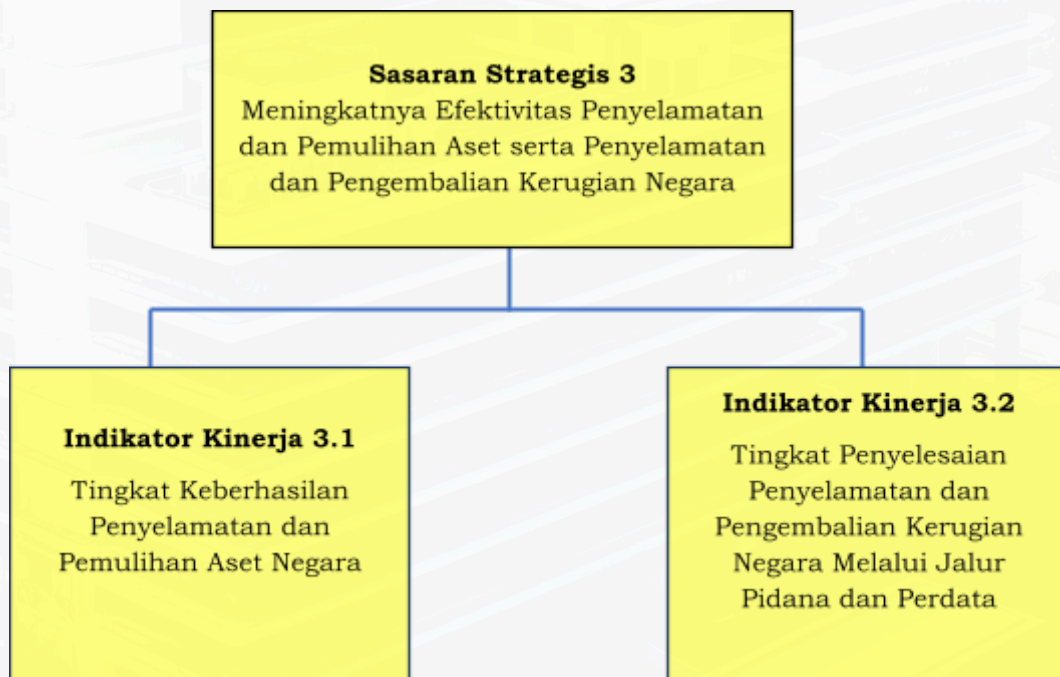 Sasaran Strategis 3
Meningkatnya Efektivitas Penyelamatan
dan Pemulihan Aset serta Penyelamatan
dan Pengembalian Kerugian Negara
Indikator Kinerja 3.1
Tingkat Keberhasilan
Penyelamatan dan
Pemulihan Aset Negara
Indikator Kinerja 3.2
Tingkat Penyelesaian
Penyelamatan dan
Pengembalian Kerugian
Negara Melalui Jalur
Pidana dan Perdata